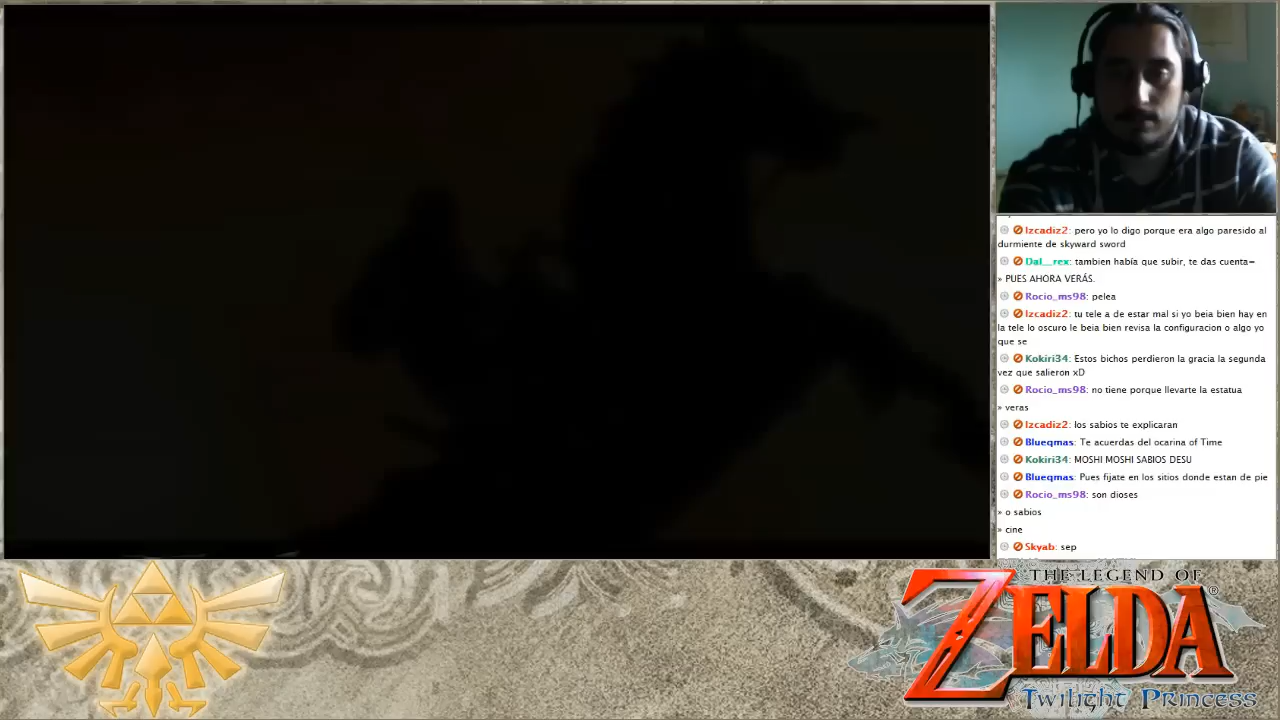 Izcadiz2: pero yo lo digo porque era algo paresido al
durmiente de skyward sword
Dal__rex: tambien había que subir, te das cuenta=
» PUES AHORA VERÁS.
Rocio_ms98: pelea
Izcadiz2: tu tele a de estar mal si yo beia bien hay en
la tele lo oscuro le beia bien revisa la configuracion o algo yo
que se
Kokiri34: Estos bichos perdieron la gracia la segunda
vez que salieron xD
Rocio_ms98: no tiene porque llevarte la estatua
» veras
Izcadiz2: los sabios te explicaran
Blueqmas: Te acuerdas del ocarina of Time
Kokiri34: MOSHI MOSHI SABIOS DESU
Blueqmas: Pues fijate en los sitios donde estan de pie
Rocio_ms98: son dioses
» o sabios
» cine
Skyab: sep
THE LEGEND OF
ZELDA®
Twilight Princess